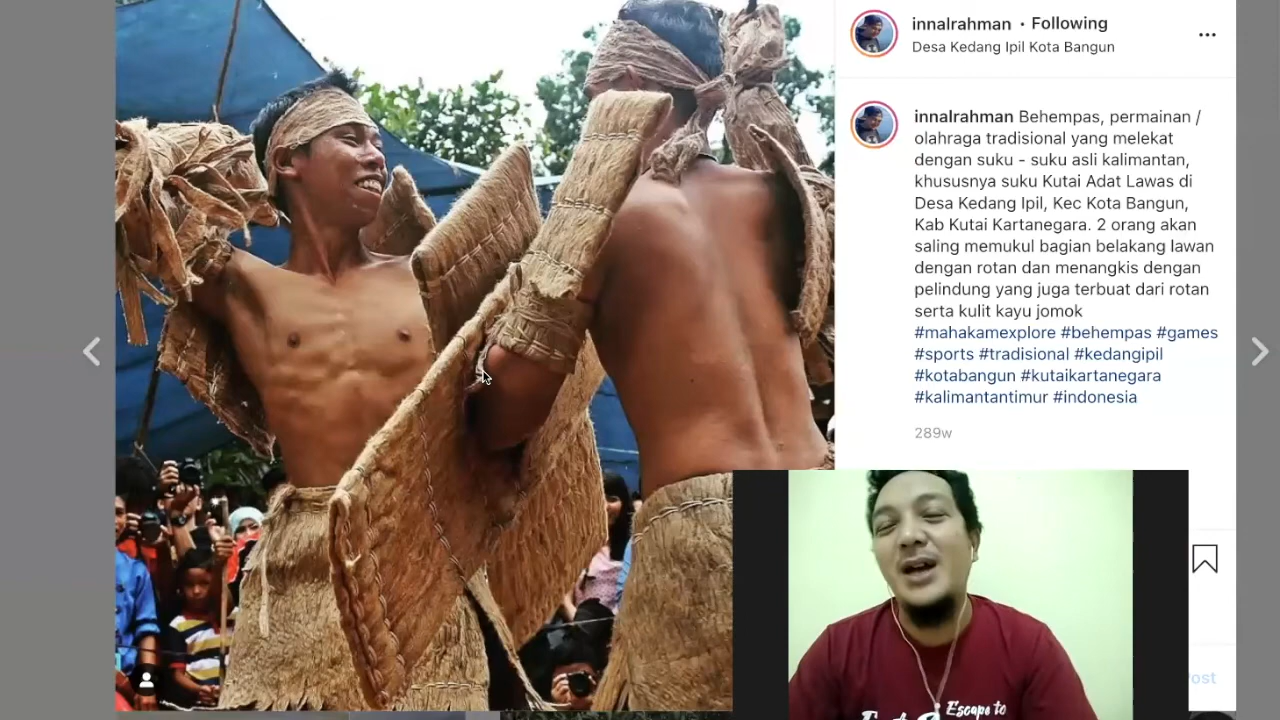 innalrahman • Following
Desa Kedang Ipil Kota Bangun
innalrahman Behempas, permainan /
olahraga tradisional yang melekat
dengan suku - suku asli kalimantan,
khususnya suku Kutai Adat Lawas di
Desa Kedang Ipil, Kec Kota Bangun,
Kab Kutai Kartanegara. 2 orang akan
saling memukul bagian belakang lawan
dengan rotan dan menangkis dengan
pelindung yang juga terbuat dari rotan
serta kulit kayu jomok
#mahakamexplore #behempas #games
#sports #tradisional #kedangipil
#kotabangun #kutaikartanegara
#kalimantantimur #indonesia
289w
Escape to